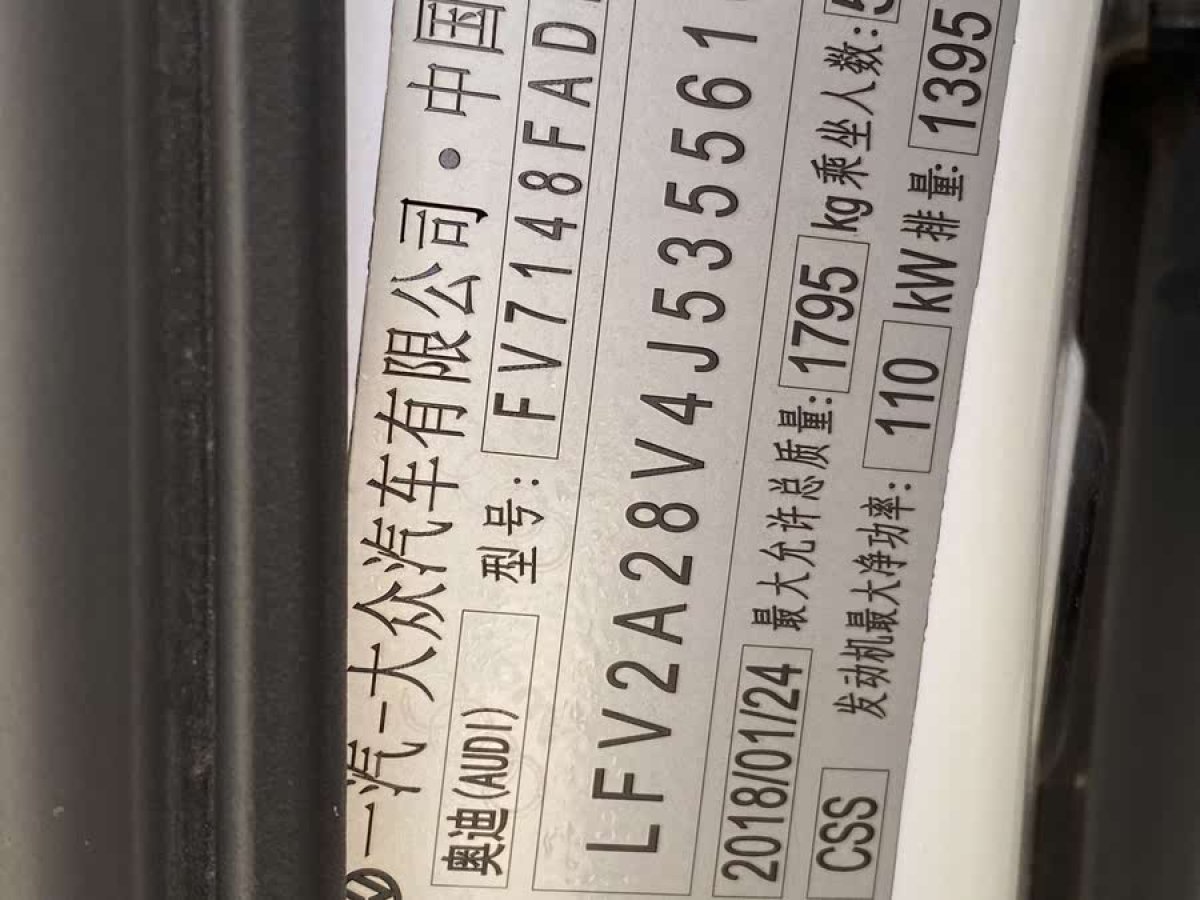 一汽-大众汽车有限公司·中国
奥迪(AUDI) 型号: FV7148FAD
LFV2A28V4J535561
2018/01/24 最大允许总质量: 1795 kg 乘坐人数: 5
CSS 发动机最大净功率: 110 kW 排量: 1395